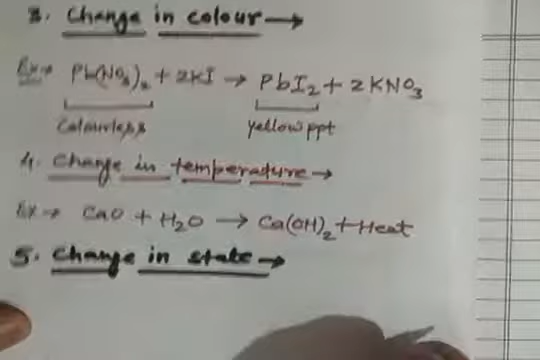 3. Change in colour →
Ex → Pb(NO3)2 + 2KI → PbI2 + 2KNO3
Colourless yellow ppt
4. Change in temperature →
Ex → CaO + H2O → Ca(OH)2 + Heat
5. Change in state →